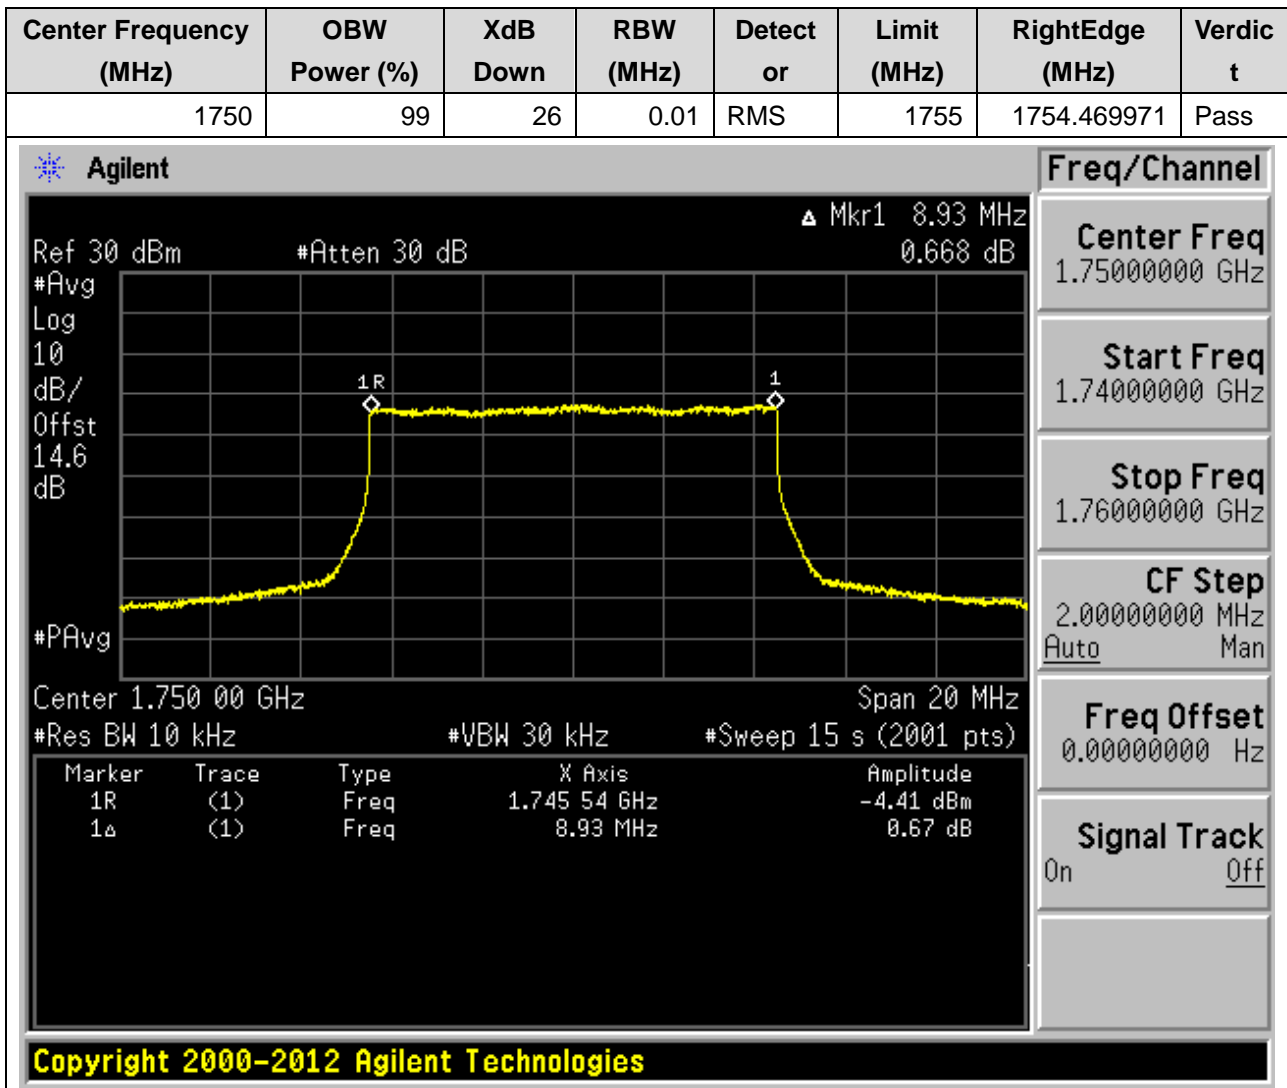 Center Frequency (MHz) OBW Power (%) XdB Down RBW (MHz) Detect or Limit (MHz) RightEdge (MHz) Verdic t
1750 99 26 0.01 RMS 1755 1754.469971 Pass
Agilent
Freq/Channel
Δ Mkr1 8.93 MHz
Ref 30 dBm #Atten 30 dB 0.668 dB
#Avg
Log
10
dB/
Offst
14.6
dB
1R
1
#PAvg
Center 1.750 00 GHz Span 20 MHz
#Res BW 10 kHz #VBW 30 kHz #Sweep 15 s (2001 pts)
Marker Trace Type X Axis Amplitude
1R (1) Freq 1.745 54 GHz -4.41 dBm
1Δ (1) Freq 8.93 MHz 0.67 dB
Center Freq
1.75000000 GHz
Start Freq
1.74000000 GHz
Stop Freq
1.76000000 GHz
CF Step
2.00000000 MHz
Auto Man
Freq Offset
0.00000000 Hz
Signal Track
On Off
Copyright 2000-2012 Agilent Technologies